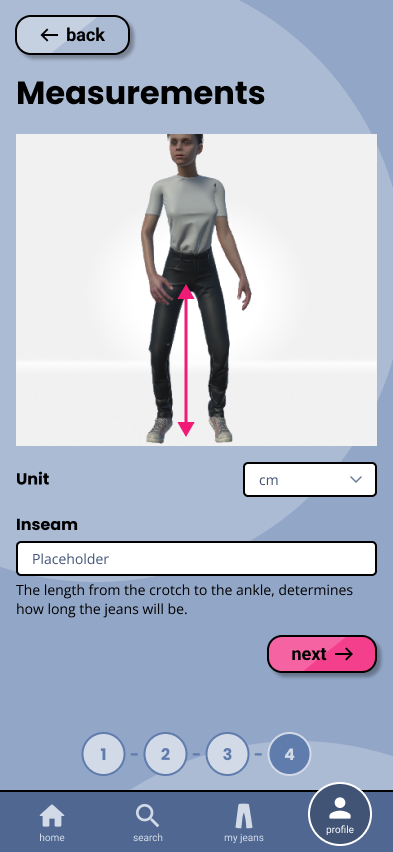 ← back
Measurements
Unit
cm
Inseam
Placeholder
The length from the crotch to the ankle, determines
how long the jeans will be.
next →
1 - 2 - 3 - 4
home
search
my jeans
profile